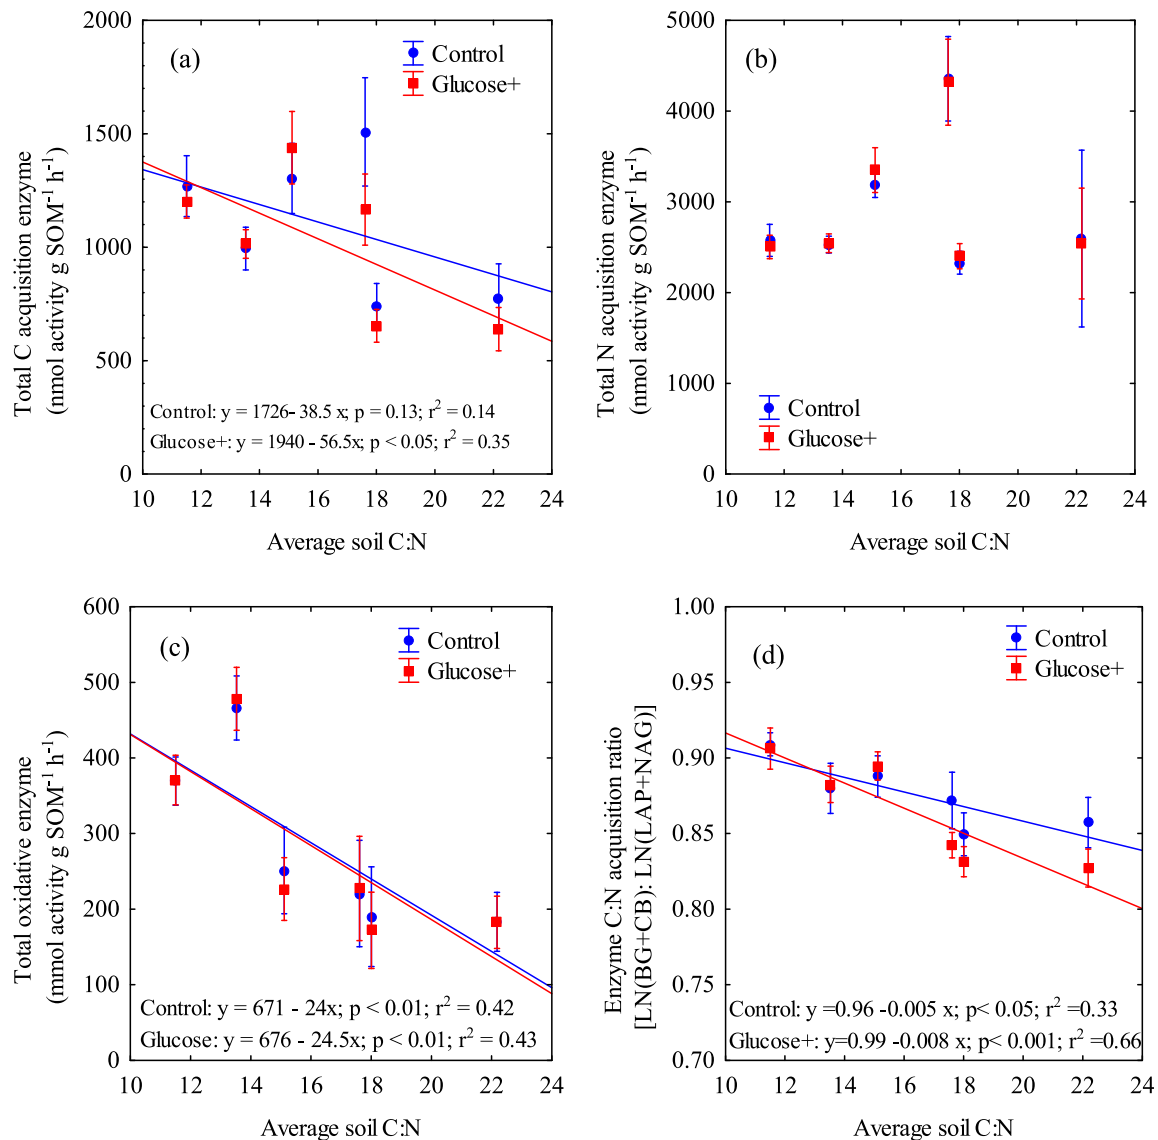 (a)
Control
Glucose+
Total C acquisition enzyme
(nmol activity g SOM⁻¹ h⁻¹)
2000
1500
1000
500
0
Control: y = 1726- 38.5 x; p = 0.13; r² = 0.14
Glucose+: y = 1940 - 56.5x; p < 0.05; r² = 0.35
10 12 14 16 18 20 22 24
Average soil C:N
(b)
Total N acquisition enzyme
(nmol activity g SOM⁻¹ h⁻¹)
5000
4000
3000
2000
1000
0
Control
Glucose+
10 12 14 16 18 20 22 24
Average soil C:N
(c)
Control
Glucose+
Total oxidative enzyme
(mmol activity g SOM⁻¹ h⁻¹)
600
500
400
300
200
100
0
Control: y = 671 - 24x; p < 0.01; r² = 0.42
Glucose: y = 676 - 24.5x; p < 0.01; r² = 0.43
10 12 14 16 18 20 22 24
Average soil C:N
(d)
Control
Glucose+
Enzyme C:N acquisition ratio
[LN(BG+CB): LN(LAP+NAG)]
1.00
0.95
0.90
0.85
0.80
0.75
0.70
Control: y =0.96 -0.005 x; p< 0.05; r² =0.33
Glucose+: y=0.99 -0.008 x; p< 0.001; r² =0.66
10 12 14 16 18 20 22 24
Average soil C:N